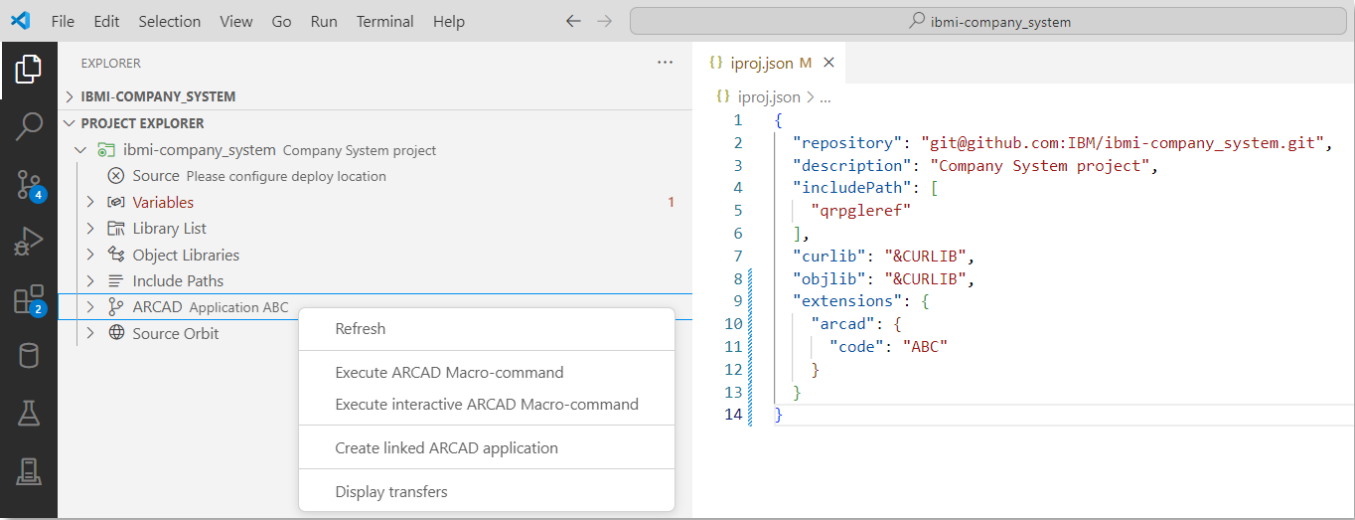 File Edit Selection View Go Run Terminal Help ibmi-company_system
EXPLORER
IBMI-COMPANY_SYSTEM
PROJECT EXPLORER
ibmi-company_system Company System project
Source Please configure deploy location
Variables 1
Library List
Object Libraries
Include Paths
ARCAD Application ABC
Source Orbit
Refresh
Execute ARCAD Macro-command
Execute interactive ARCAD Macro-command
Create linked ARCAD application
Display transfers
4
2
{} iproj.json M ×
{} iproj.json > ...
1 {
2 "repository": "git@github.com:IBM/ibmi-company_system.git",
3 "description": "Company System project",
4 "includePath": [
5 "qrpgleref"
6 ],
7 "curlib": "&CURLIB",
8 "objlib": "&CURLIB",
9 "extensions": {
10 "arcad": {
11 "code": "ABC"
12 }
13 }
14 }